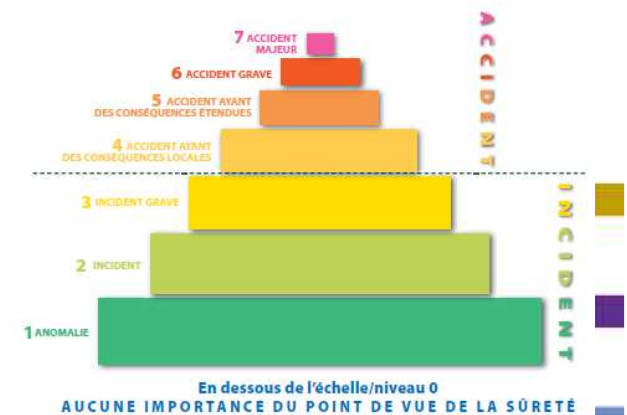 7 ACCIDENT
MAJEUR
6 ACCIDENT GRAVE
5 ACCIDENT AYANT
DES CONSÉQUENCES ÉTENDUES
4 ACCIDENT AYANT
DES CONSÉQUENCES LOCALES
ACCIDENT
3 INCIDENT GRAVE
2 INCIDENT
1 ANOMALIE
INCIDENT
En dessous de l'échelle/niveau 0
AUCUNE IMPORTANCE DU POINT DE VUE DE LA SÛRETÉ